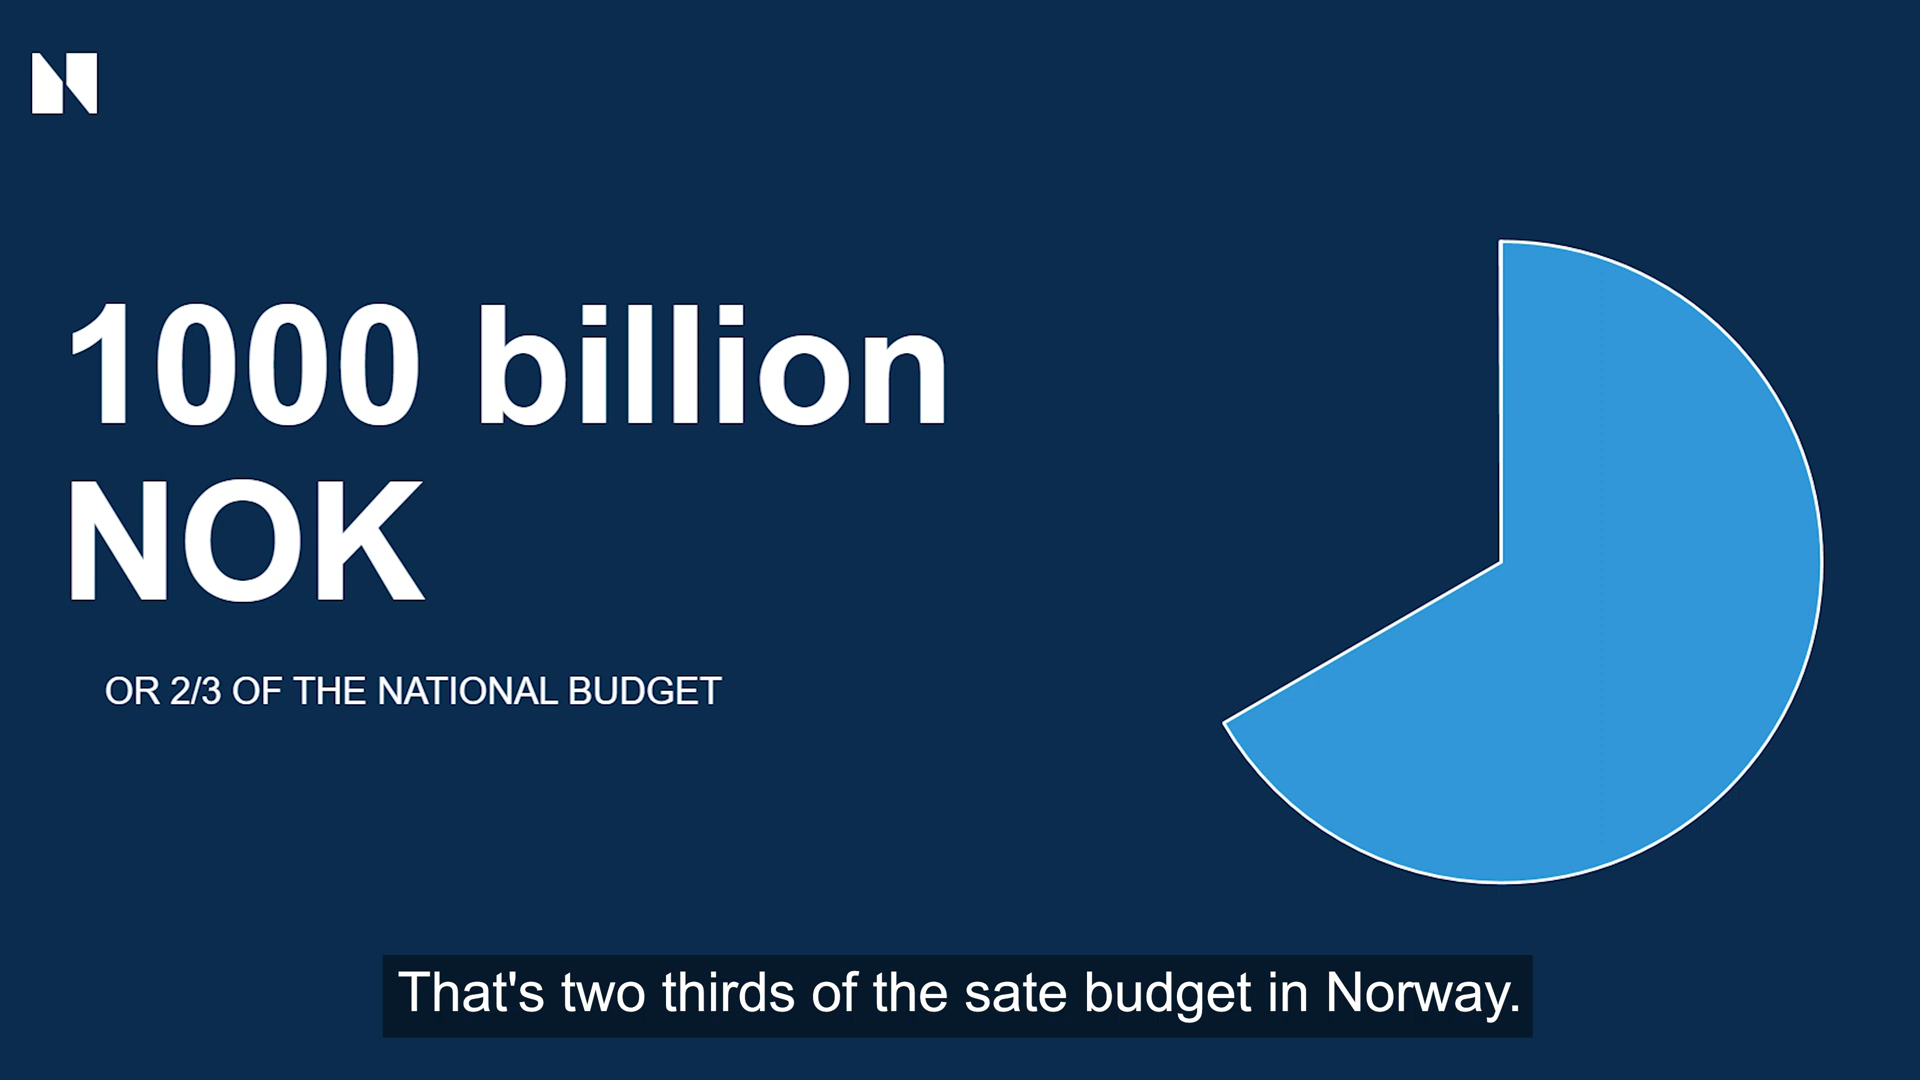 N
1000 billion
NOK
OR 2/3 OF THE NATIONAL BUDGET
That's two thirds of the sate budget in Norway.